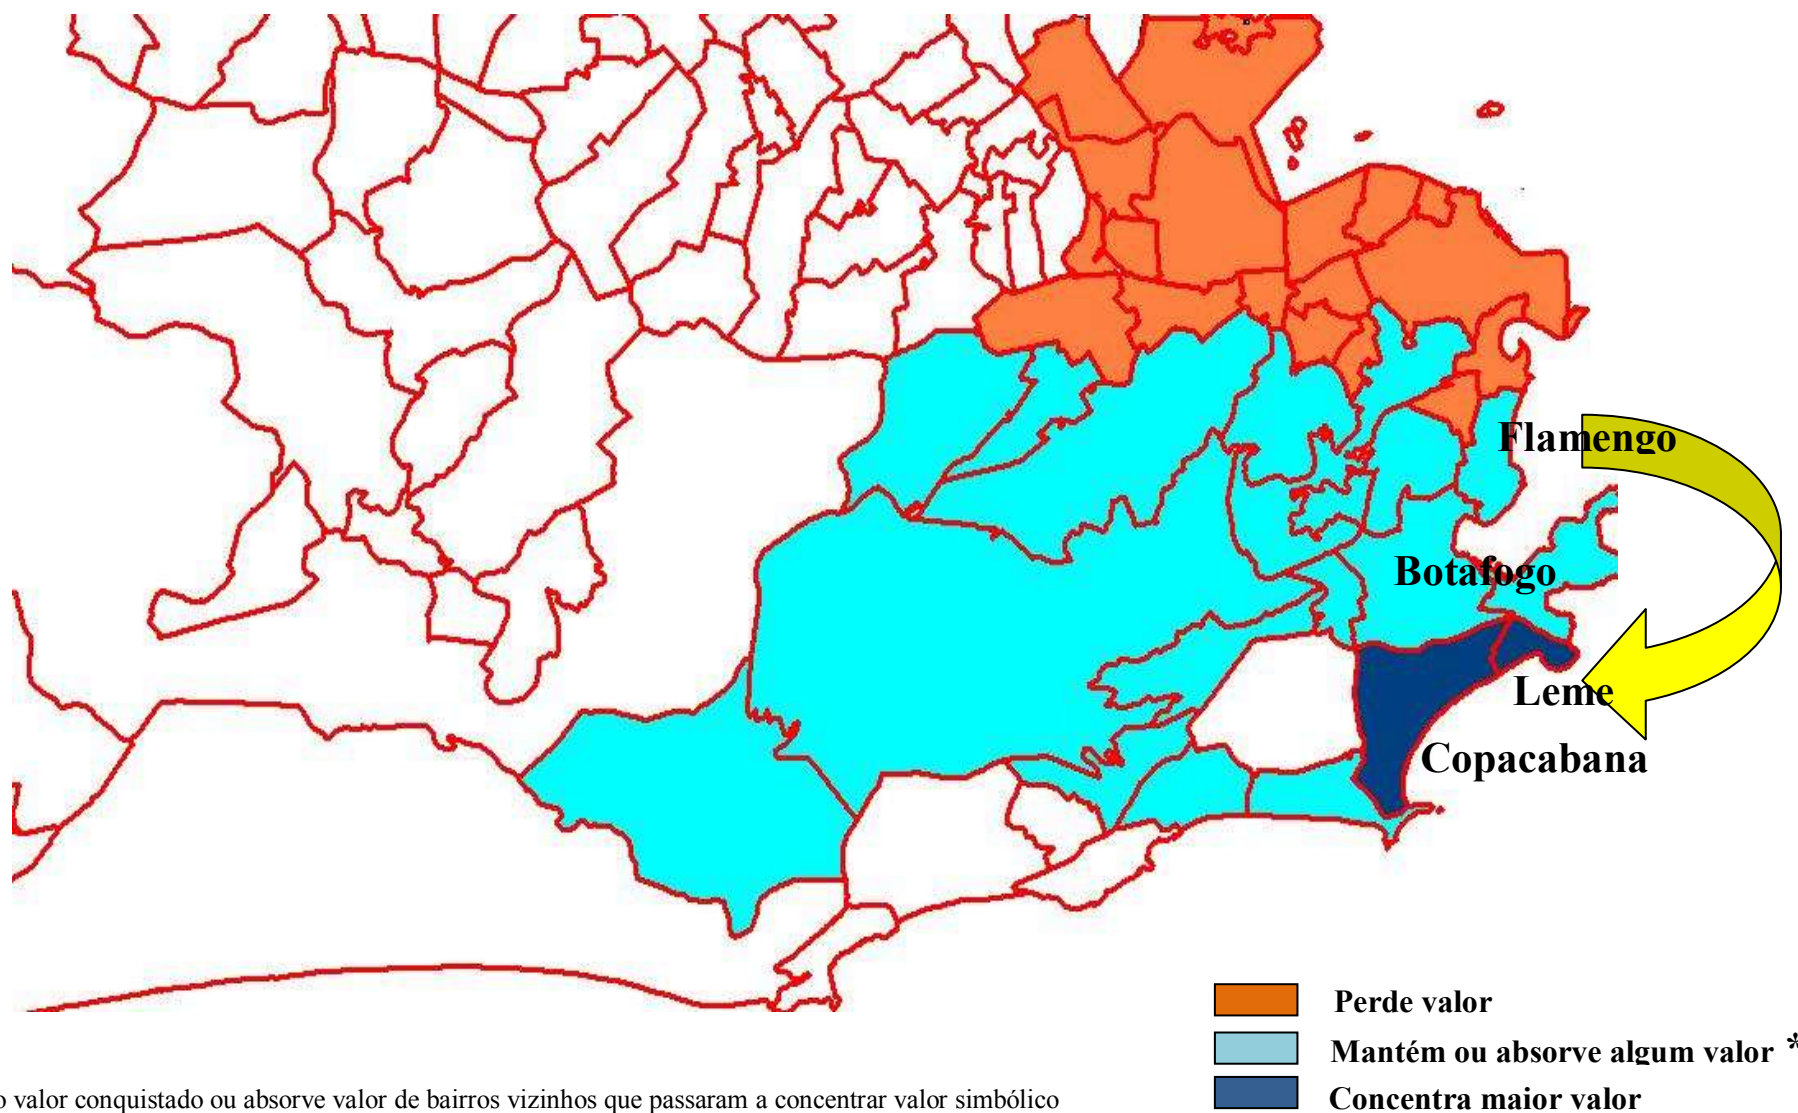 Flamengo
Botafogo
Leme
Copacabana
Perde valor
Mantém ou absorve algum valor *
Concentra maior valor
o valor conquistado ou absorve valor de bairros vizinhos que passaram a concentrar valor simbólico